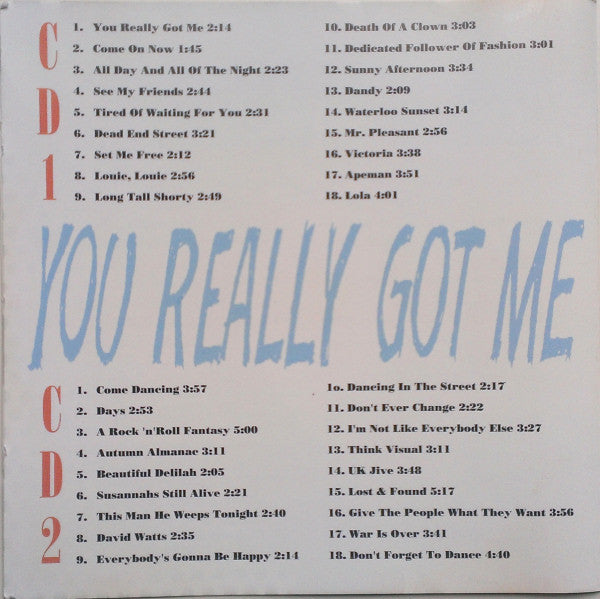 CD1
1. You Really Got Me 2:14
2. Come On Now 1:45
3. All Day And All Of The Night 2:23
4. See My Friends 2:44
5. Tired Of Waiting For You 2:31
6. Dead End Street 3:21
7. Set Me Free 2:12
8. Louie, Louie 2:56
9. Long Tall Shorty 2:49
10. Death Of A Clown 3:03
11. Dedicated Follower Of Fashion 3:01
12. Sunny Afternoon 3:34
13. Dandy 2:09
14. Waterloo Sunset 3:14
15. Mr. Pleasant 2:56
16. Victoria 3:38
17. Apeman 3:51
18. Lola 4:01
YOU REALLY GOT ME
CD2
1. Come Dancing 3:57
2. Days 2:53
3. A Rock 'n'Roll Fantasy 5:00
4. Autumn Almanac 3:11
5. Beautiful Delilah 2:05
6. Susannahs Still Alive 2:21
7. This Man He Weeps Tonight 2:40
8. David Watts 2:35
9. Everybody's Gonna Be Happy 2:14
1o. Dancing In The Street 2:17
11. Don't Ever Change 2:22
12. I'm Not Like Everybody Else 3:27
13. Think Visual 3:11
14. UK Jive 3:48
15. Lost & Found 5:17
16. Give The People What They Want 3:56
17. War Is Over 3:41
18. Don't Forget To Dance 4:40